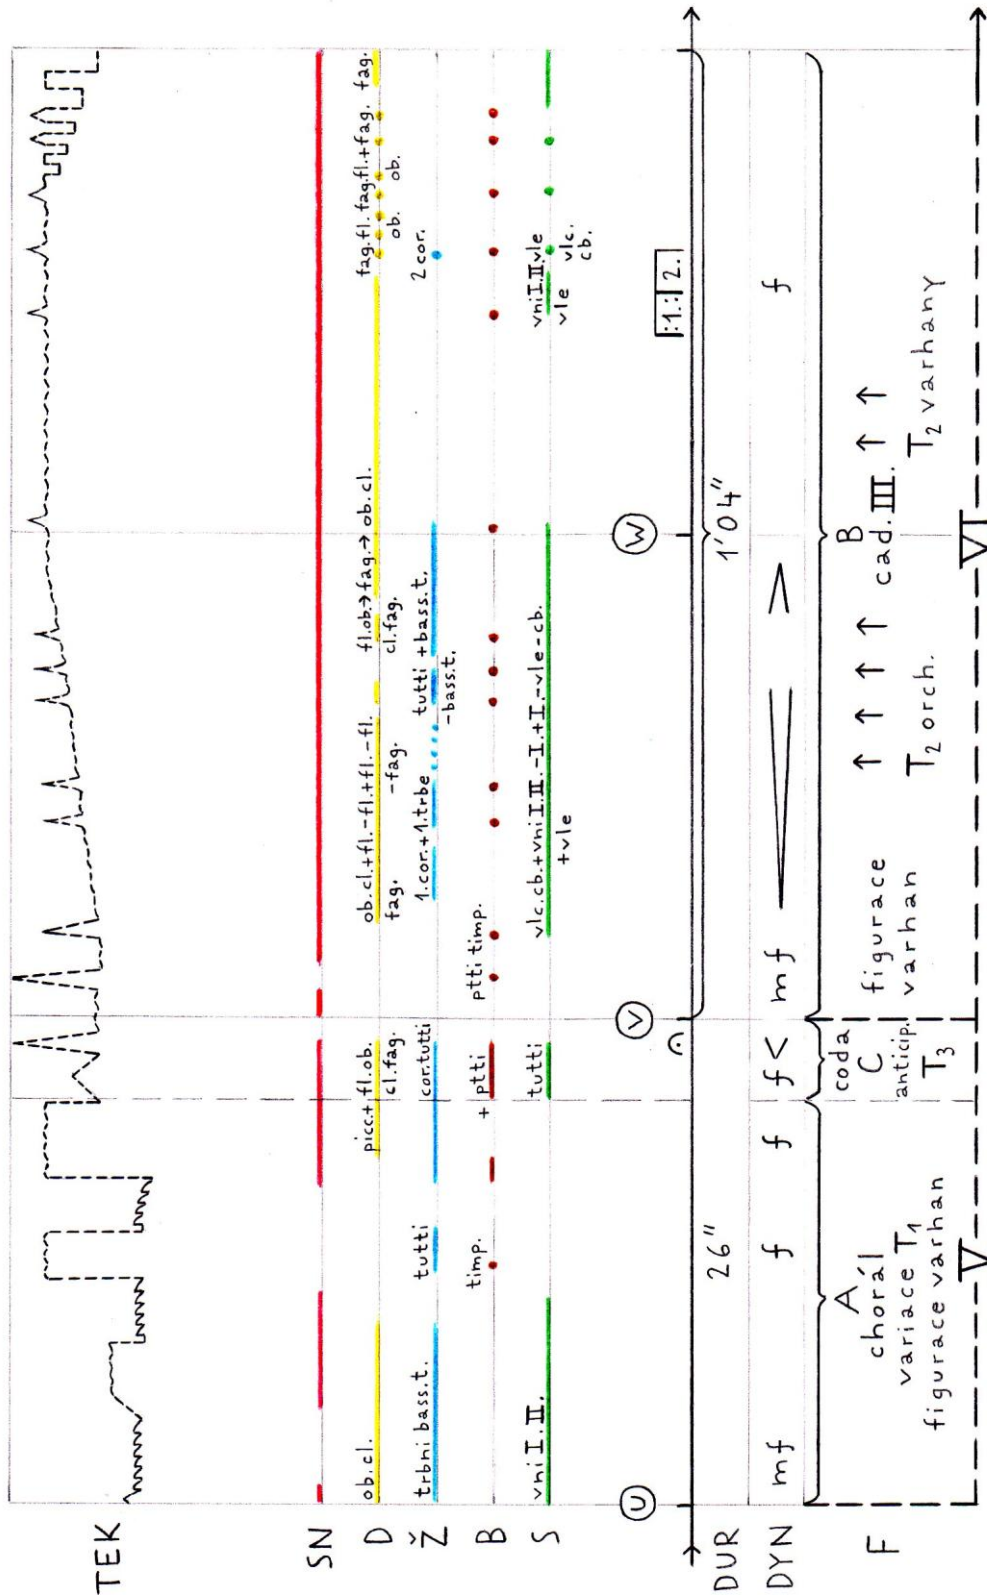 TEK
SN
D
ob.cl.
picc.+ fl.ob.
cl.fag.
ob.cl.+fl.-fl.+fl.-fl.
fag.
-fag.
fl.ob.→fag.→ob.cl.
cl.fag.
fag.fl.fag.fl.+fag.
ob.
ob.
fag.
Ž
trbni bass.t.
tutti
cor.tutti
1.cor.+1.trbe
tutti +bass.t.
-bass.t.
2 cor.
B
timp.
+ ptti
ptti timp.
S
vni I.II.
tutti
vlc.cb.+vni I.II.-I.+I.-vle-cb.
+vle
vni I.II.vle
vle
vlc.
cb.
U
V
W
:1.: 2.
DUR
26"
1'04"
DYN
mf
f
f
f <
mf
f
F
A
chorál
variace T1
figurace varhan
coda
C
anticip.
T3
figurace
varhan
↑ ↑ ↑ ↑ ↑ ↑ ↑
T2 orch.
B
cad. III.
T2 varhany
V
VI